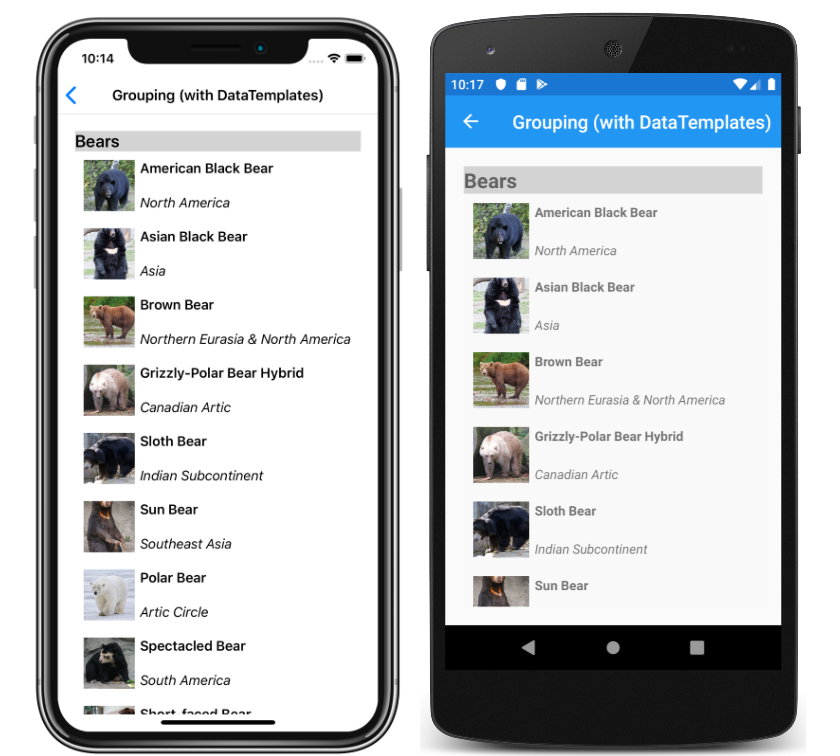 10:14
Grouping (with DataTemplates)
Bears
American Black Bear
North America
Asian Black Bear
Asia
Brown Bear
Northern Eurasia & North America
Grizzly-Polar Bear Hybrid
Canadian Artic
Sloth Bear
Indian Subcontinent
Sun Bear
Southeast Asia
Polar Bear
Artic Circle
Spectacled Bear
South America
Short-faced Bear
10:17
Grouping (with DataTemplates)
Bears
American Black Bear
North America
Asian Black Bear
Asia
Brown Bear
Northern Eurasia & North America
Grizzly-Polar Bear Hybrid
Canadian Artic
Sloth Bear
Indian Subcontinent
Sun Bear